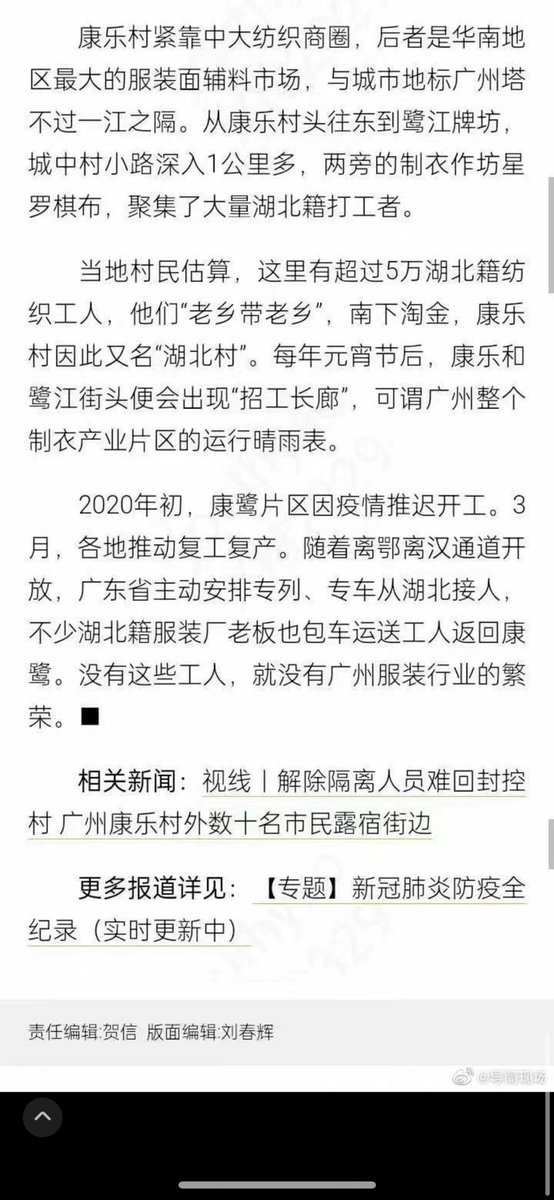 康乐村紧靠中大纺织商圈，后者是华南地
区最大的服装面辅料市场，与城市地标广州塔
不过一江之隔。从康乐村头往东到鹭江牌坊，
城中村小路深入1公里多，两旁的制衣作坊星
罗棋布，聚集了大量湖北籍打工者。
当地村民估算，这里有超过5万湖北籍纺
织工人，他们“老乡带老乡”，南下淘金，康乐
村因此又名“湖北村”。每年元宵节后，康乐和
鹭江街头便会出现“招工长廊”，可谓广州整个
制衣产业片区的运行晴雨表。
2020年初，康鹭片区因疫情推迟开工。3
月，各地推动复工复产。随着离鄂离汉通道开
放，广东省主动安排专列、专车从湖北接人，
不少湖北籍服装厂老板也包车运送工人返回康
鹭。没有这些工人，就没有广州服装行业的繁
荣。■
相关新闻：视线丨解除隔离人员难回封控
村 广州康乐村外数十名市民露宿街边
更多报道详见：【专题】新冠肺炎防疫全
纪录（实时更新中）
责任编辑:贺信 版面编辑:刘春辉
@导筒现场